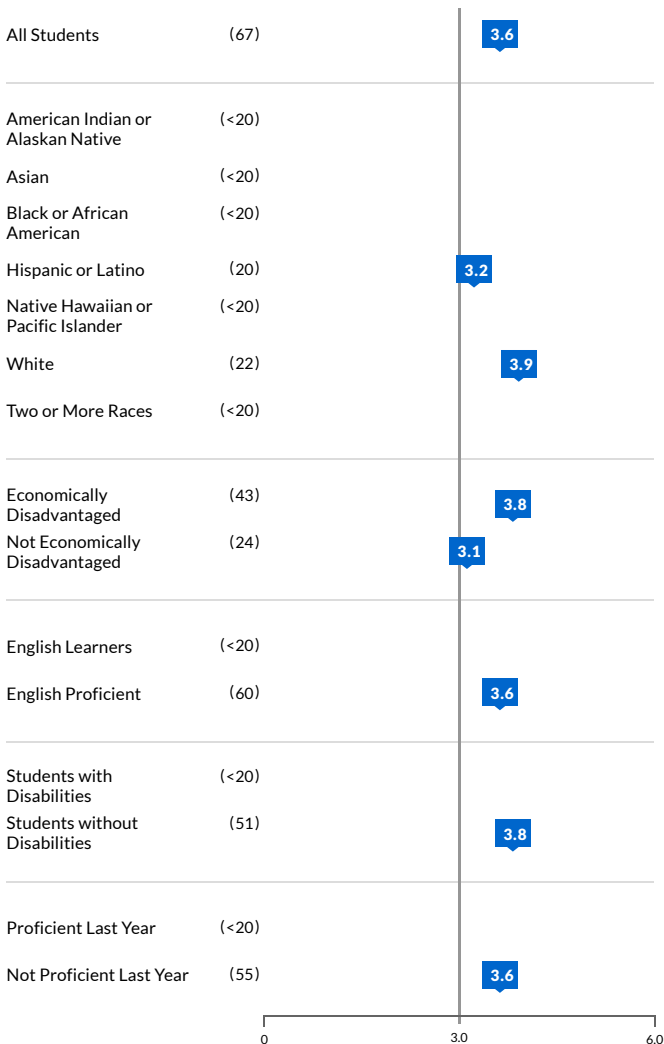 All Students (67) 3.6
American Indian or (<20)
Alaskan Native
Asian (<20)
Black or African (<20)
American
Hispanic or Latino (20) 3.2
Native Hawaiian or (<20)
Pacific Islander
White (22) 3.9
Two or More Races (<20)
Economically (43) 3.8
Disadvantaged
Not Economically (24) 3.1
Disadvantaged
English Learners (<20)
English Proficient (60) 3.6
Students with (<20)
Disabilities
Students without (51) 3.8
Disabilities
Proficient Last Year (<20)
Not Proficient Last Year (55) 3.6
0 3.0 6.0